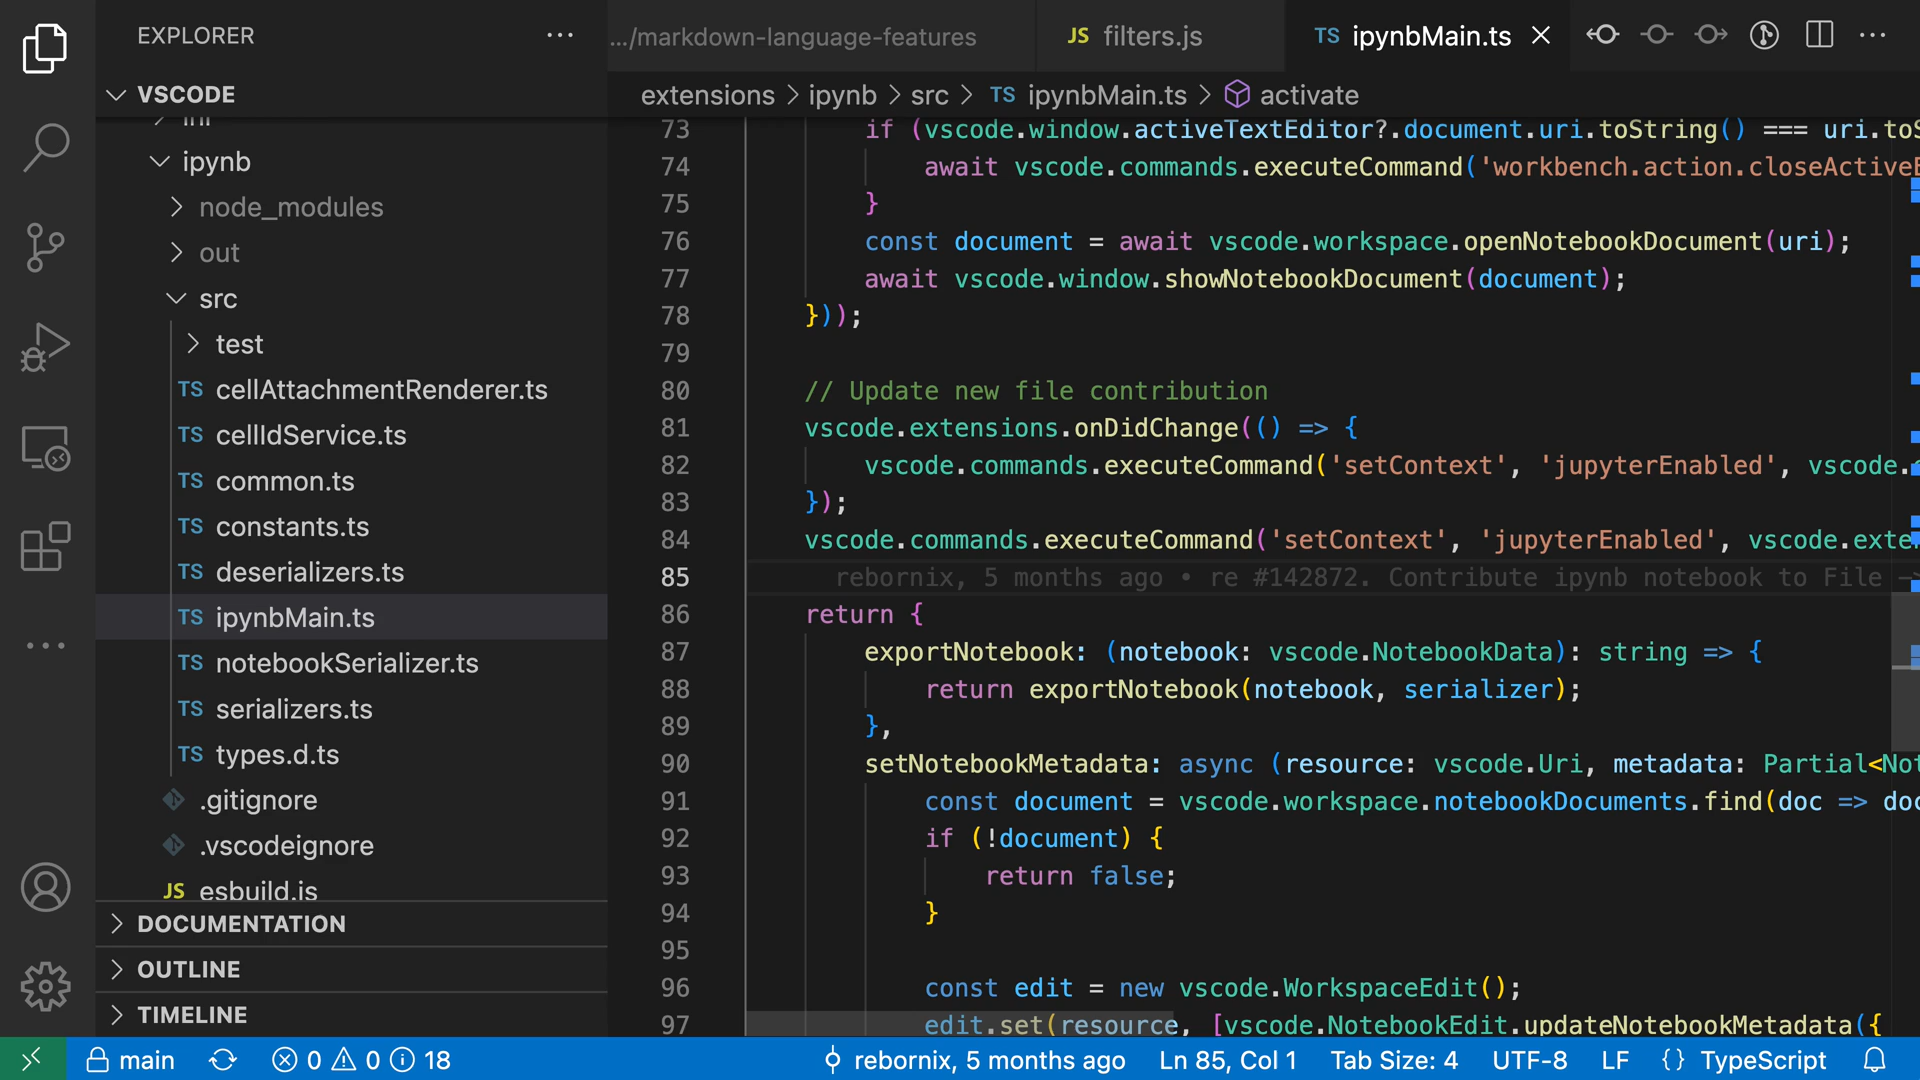 EXPLORER
VSCODE
ipynb
node_modules
out
src
test
TS cellAttachmentRenderer.ts
TS cellIdService.ts
TS common.ts
TS constants.ts
TS deserializers.ts
TS ipynbMain.ts
TS notebookSerializer.ts
TS serializers.ts
TS types.d.ts
.gitignore
.vscodeignore
JS esbuild.js
DOCUMENTATION
OUTLINE
TIMELINE
.../markdown-language-features
JS filters.js
TS ipynbMain.ts
extensions > ipynb > src > TS ipynbMain.ts > activate
73 if (vscode.window.activeTextEditor?.document.uri.toString() === uri.toS
74 await vscode.commands.executeCommand('workbench.action.closeActiveE
75 }
76 const document = await vscode.workspace.openNotebookDocument(uri);
77 await vscode.window.showNotebookDocument(document);
78 }));
79
80 // Update new file contribution
81 vscode.extensions.onDidChange(() => {
82 vscode.commands.executeCommand('setContext', 'jupyterEnabled', vscode.
83 });
84 vscode.commands.executeCommand('setContext', 'jupyterEnabled', vscode.exte
85 rebornix, 5 months ago • re #142872. Contribute ipynb notebook to File
86 return {
87 exportNotebook: (notebook: vscode.NotebookData): string => {
88 return exportNotebook(notebook, serializer);
89 },
90 setNotebookMetadata: async (resource: vscode.Uri, metadata: Partial<Not
91 const document = vscode.workspace.notebookDocuments.find(doc => doc
92 if (!document) {
93 return false;
94 }
95
96 const edit = new vscode.WorkspaceEdit();
97 edit.set(resource, [vscode.NotebookEdit.updateNotebookMetadata({
main 0 0 18 rebornix, 5 months ago Ln 85, Col 1 Tab Size: 4 UTF-8 LF {} TypeScript